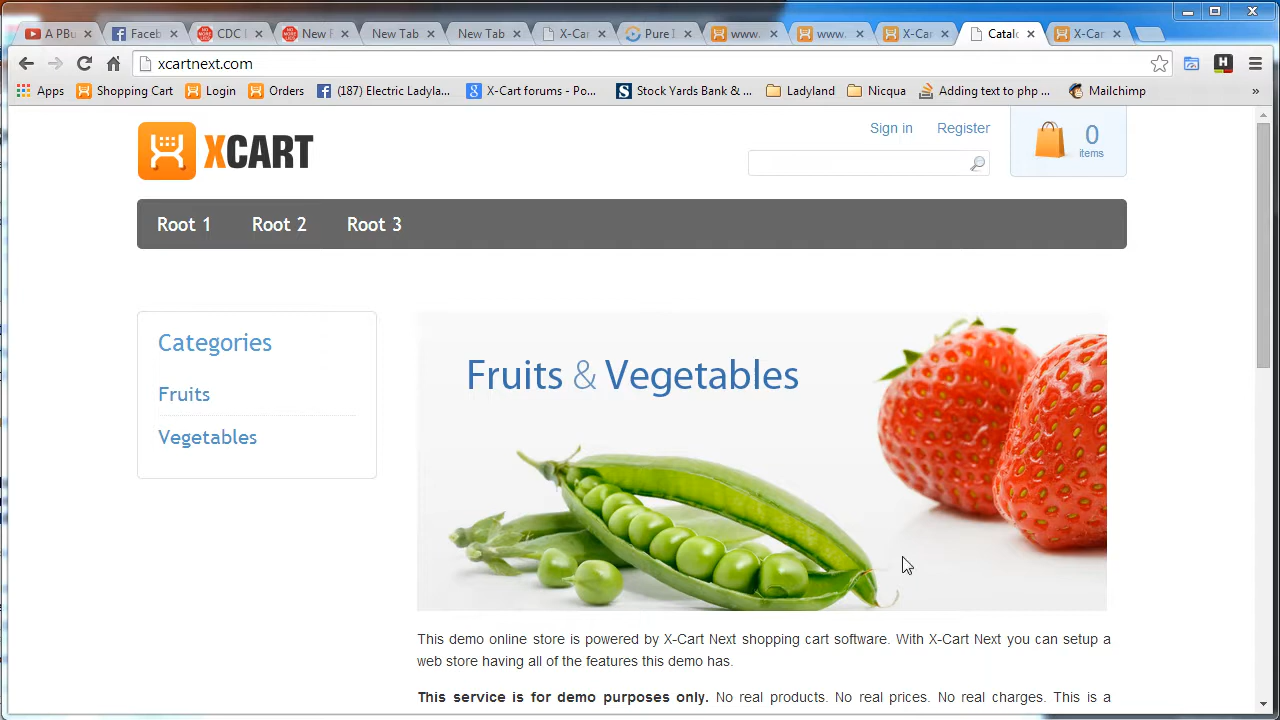 A PBu
Faceb
CDC
New F
New Tab
New Tab
X-Car
Pure I
www.
www.
X-Car
Catalo
X-Car
xcartnext.com
Apps
Shopping Cart
Login
Orders
(187) Electric Ladyla...
X-Cart forums - Po...
Stock Yards Bank &...
Ladyland
Nicqua
Adding text to php ...
Mailchimp
»
XCART
Sign in
Register
0
items
Root 1
Root 2
Root 3
Categories
Fruits
Vegetables
Fruits & Vegetables
This demo online store is powered by X-Cart Next shopping cart software. With X-Cart Next you can setup a
web store having all of the features this demo has.
This service is for demo purposes only. No real products. No real prices. No real charges. This is a